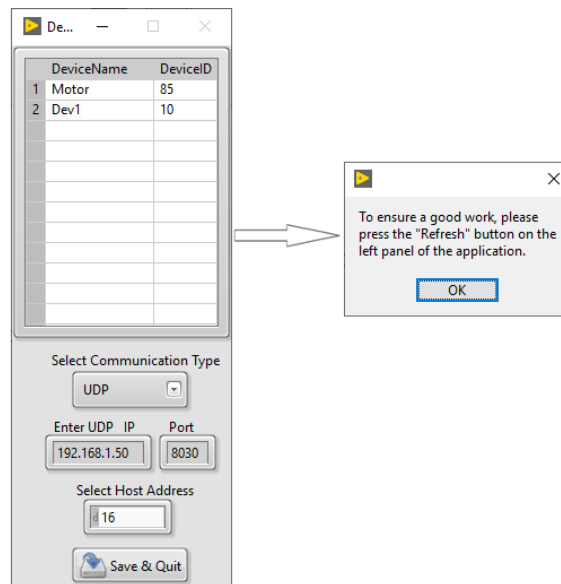 De...
DeviceName DeviceID
1 Motor 85
2 Dev1 10
To ensure a good work, please
press the "Refresh" button on the
left panel of the application.
OK
Select Communication Type
UDP
Enter UDP IP Port
192.168.1.50 8030
Select Host Address
d 16
Save & Quit